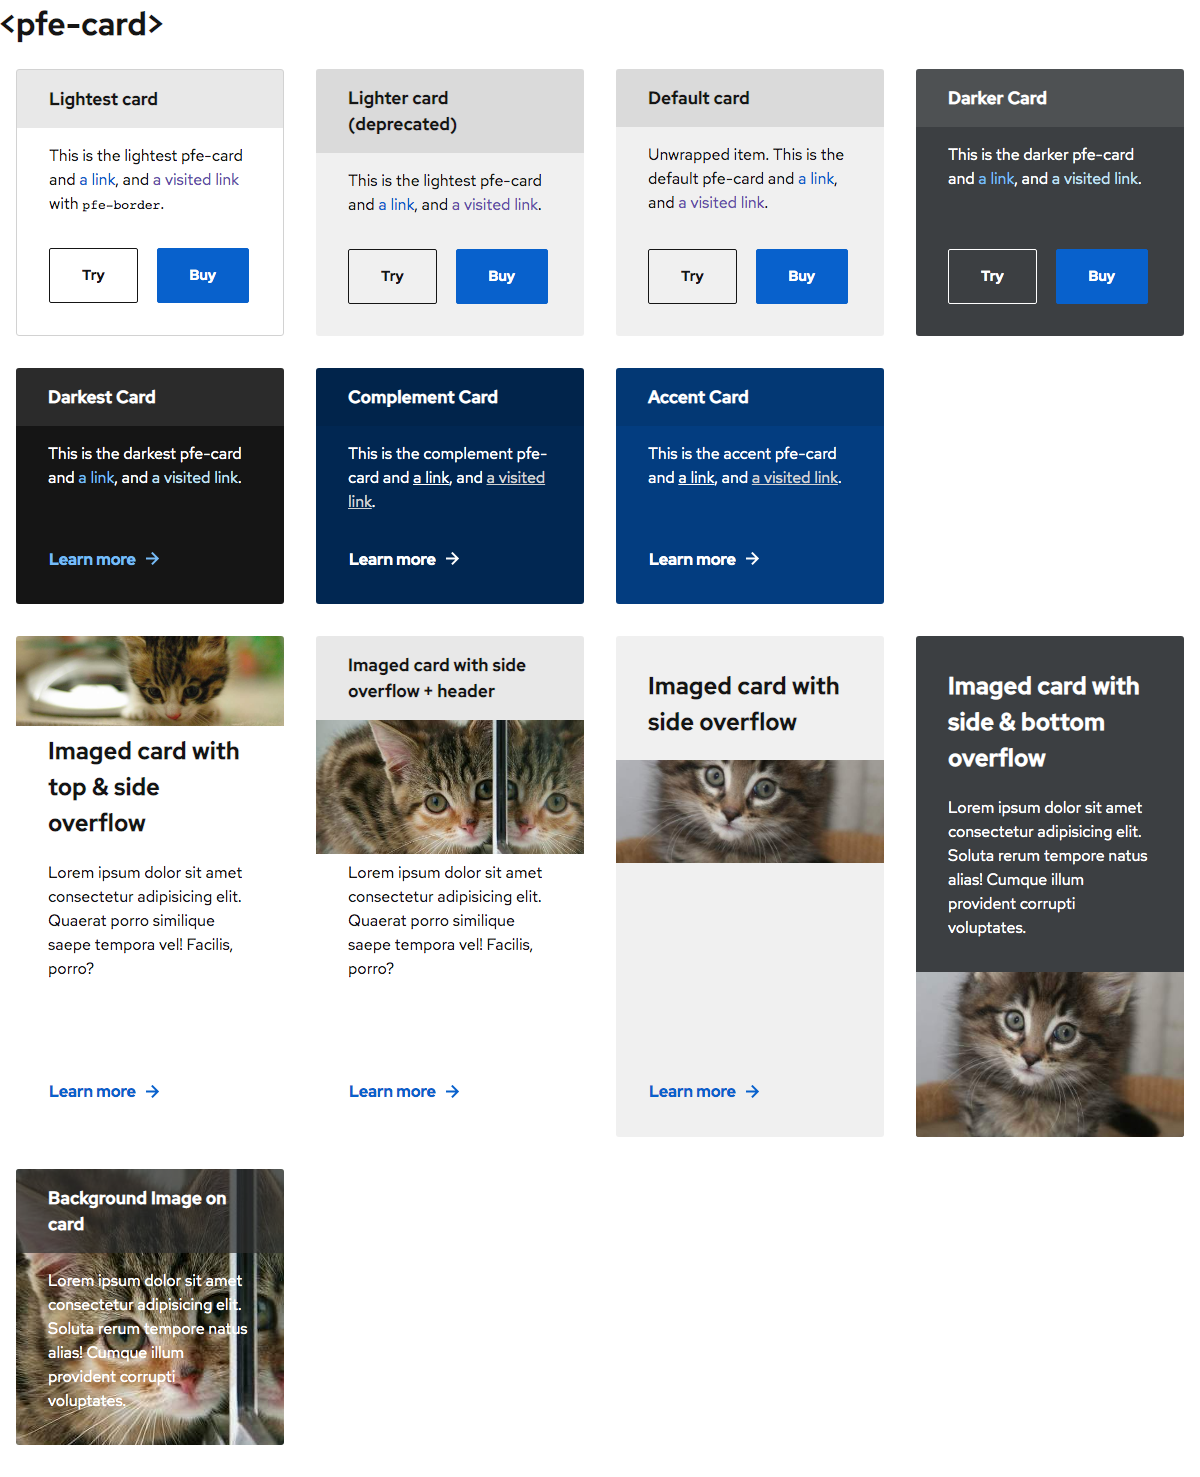 <pfe-card>
Lightest card
This is the lightest pfe-card
and a link, and a visited link
with pfe-border.
Try
Buy
Lighter card
(deprecated)
This is the lightest pfe-card
and a link, and a visited link.
Try
Buy
Default card
Unwrapped item. This is the
default pfe-card and a link,
and a visited link.
Try
Buy
Darker Card
This is the darker pfe-card
and a link, and a visited link.
Try
Buy
Darkest Card
This is the darkest pfe-card
and a link, and a visited link.
Learn more →
Complement Card
This is the complement pfe-
card and a link, and a visited
link.
Learn more →
Accent Card
This is the accent pfe-card
and a link, and a visited link.
Learn more →
Imaged card with
top & side
overflow
Lorem ipsum dolor sit amet
consectetur adipisicing elit.
Quaerat porro similique
saepe tempora vel! Facilis,
porro?
Learn more →
Imaged card with side
overflow + header
Lorem ipsum dolor sit amet
consectetur adipisicing elit.
Quaerat porro similique
saepe tempora vel! Facilis,
porro?
Learn more →
Imaged card with
side overflow
Learn more →
Imaged card with
side & bottom
overflow
Lorem ipsum dolor sit amet
consectetur adipisicing elit.
Soluta rerum tempore natus
alias! Cumque illum
provident corrupti
voluptates.
Background Image on
card
Lorem ipsum dolor sit amet
consectetur adipisicing elit.
Soluta rerum tempore natus
alias! Cumque illum
provident corrupti
voluptates.